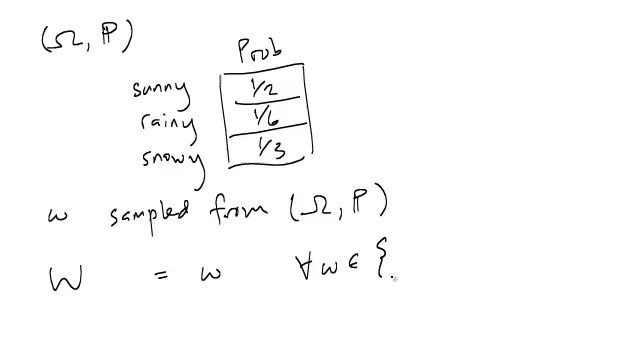 (Ω, ℙ)
Prob
sunny 1/2
rainy 1/6
snowy 1/3
w sampled from (Ω, ℙ)
W = w ∀ w ∈ {.